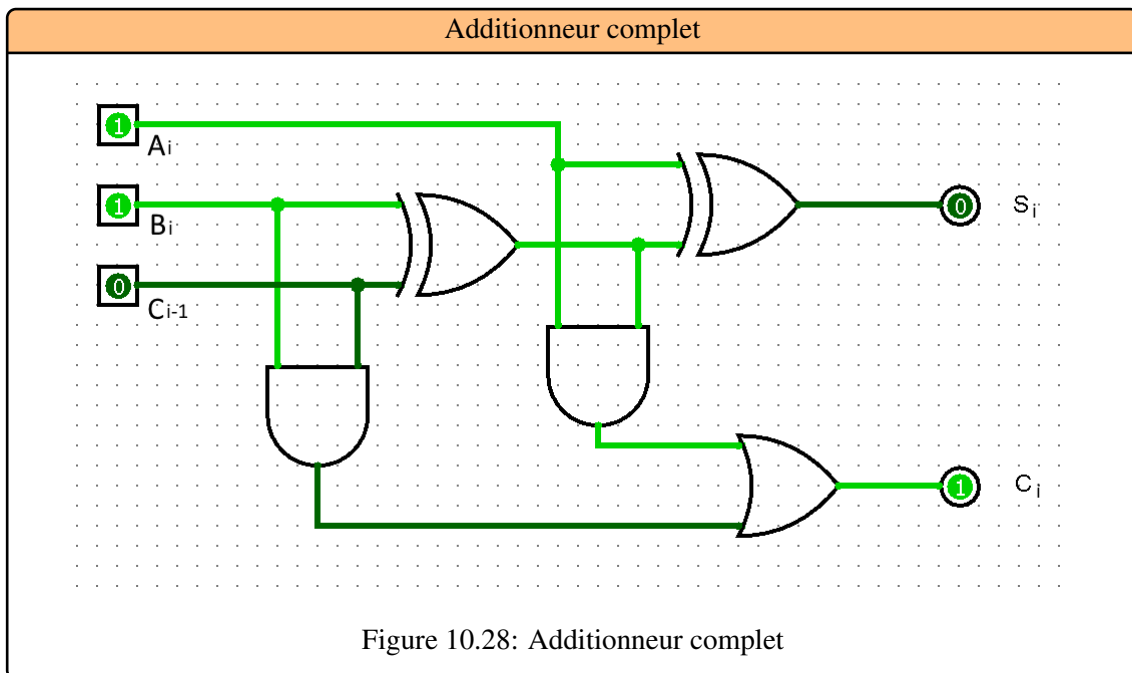 Additionneur complet
1
Ai
1
Bi
0
Ci-1
0 Si
1 Ci
Figure 10.28: Additionneur complet